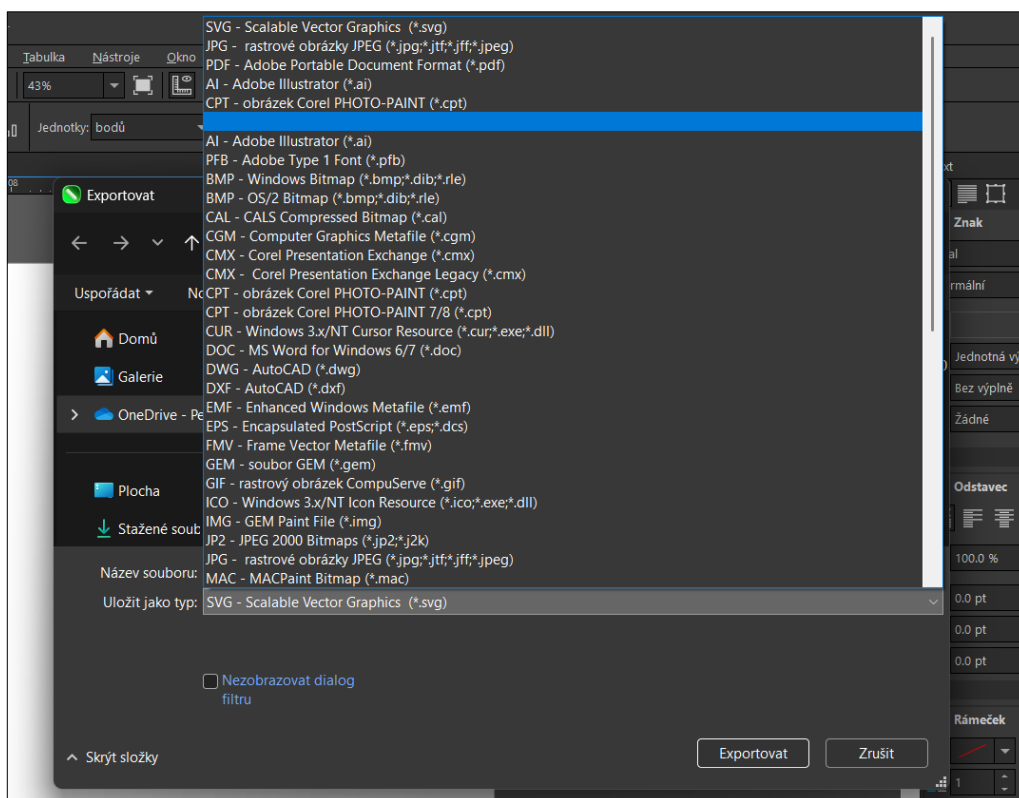 SVG - Scalable Vector Graphics (*.svg)
JPG - rastrové obrázky JPEG (*.jpg;*.jtf;*.jff;*.jpeg)
PDF - Adobe Portable Document Format (*.pdf)
AI - Adobe Illustrator (*.ai)
CPT - obrázek Corel PHOTO-PAINT (*.cpt)
AI - Adobe Illustrator (*.ai)
PFB - Adobe Type 1 Font (*.pfb)
BMP - Windows Bitmap (*.bmp;*.dib;*.rle)
BMP - OS/2 Bitmap (*.bmp;*.dib;*.rle)
CAL - CALS Compressed Bitmap (*.cal)
CGM - Computer Graphics Metafile (*.cgm)
CMX - Corel Presentation Exchange (*.cmx)
CMX - Corel Presentation Exchange Legacy (*.cmx)
CPT - obrázek Corel PHOTO-PAINT (*.cpt)
CPT - obrázek Corel PHOTO-PAINT 7/8 (*.cpt)
CUR - Windows 3.x/NT Cursor Resource (*.cur;*.exe;*.dll)
DOC - MS Word for Windows 6/7 (*.doc)
DWG - AutoCAD (*.dwg)
DXF - AutoCAD (*.dxf)
EMF - Enhanced Windows Metafile (*.emf)
EPS - Encapsulated PostScript (*.eps;*.dcs)
FMV - Frame Vector Metafile (*.fmv)
GEM - soubor GEM (*.gem)
GIF - rastrový obrázek CompuServe (*.gif)
ICO - Windows 3.x/NT Icon Resource (*.ico;*.exe;*.dll)
IMG - GEM Paint File (*.img)
JP2 - JPEG 2000 Bitmaps (*.jp2;*.j2k)
JPG - rastrové obrázky JPEG (*.jpg;*.jtf;*.jff;*.jpeg)
MAC - MACPaint Bitmap (*.mac)
Tabulka Nástroje Okno
43%
Jednotky: bodů
08
Exportovat
Uspořádat
No
Domů
Galerie
OneDrive - Pe
Plocha
Stažené soub
Název souboru:
Uložit jako typ: SVG - Scalable Vector Graphics (*.svg)
Nezobrazovat dialog
filtru
Skrýt složky
Exportovat Zrušit
xt
Znak
al
rmální
Jednotná vý
Bez výplně
Žádné
Odstavec
100.0 %
0.0 pt
0.0 pt
0.0 pt
Rámeček
1